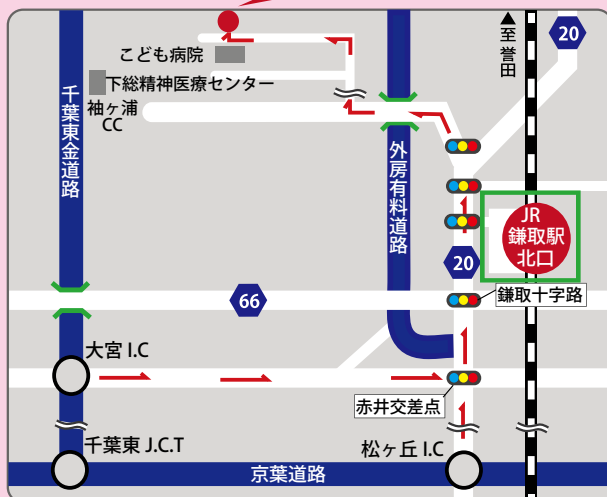 こども病院
下総精神医療センター
袖ヶ浦
CC
千葉東金道路
外房有料道路
▲至 誉田
20
JR
鎌取駅
北口
20
66
鎌取十字路
大宮 I.C
赤井交差点
千葉東 J.C.T
松ヶ丘 I.C
京葉道路